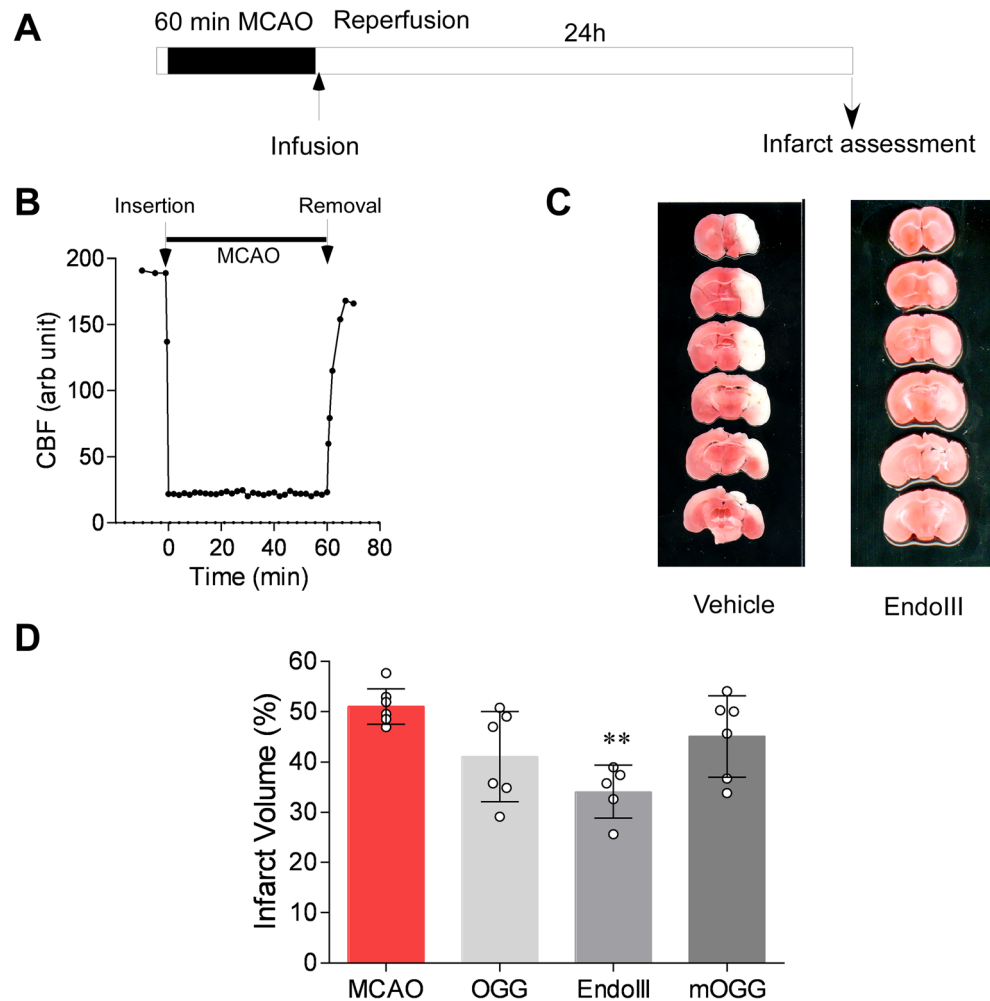 A
60 min MCAO
Reperfusion
24h
Infusion
Infarct assessment
B
Insertion
Removal
MCAO
200
150
100
50
0
CBF (arb unit)
0
20
40
60
80
Time (min)
C
Vehicle
EndoIII
D
60
50
40
30
20
10
0
Infarct Volume (%)
**
MCAO
OGG
EndoIII
mOGG